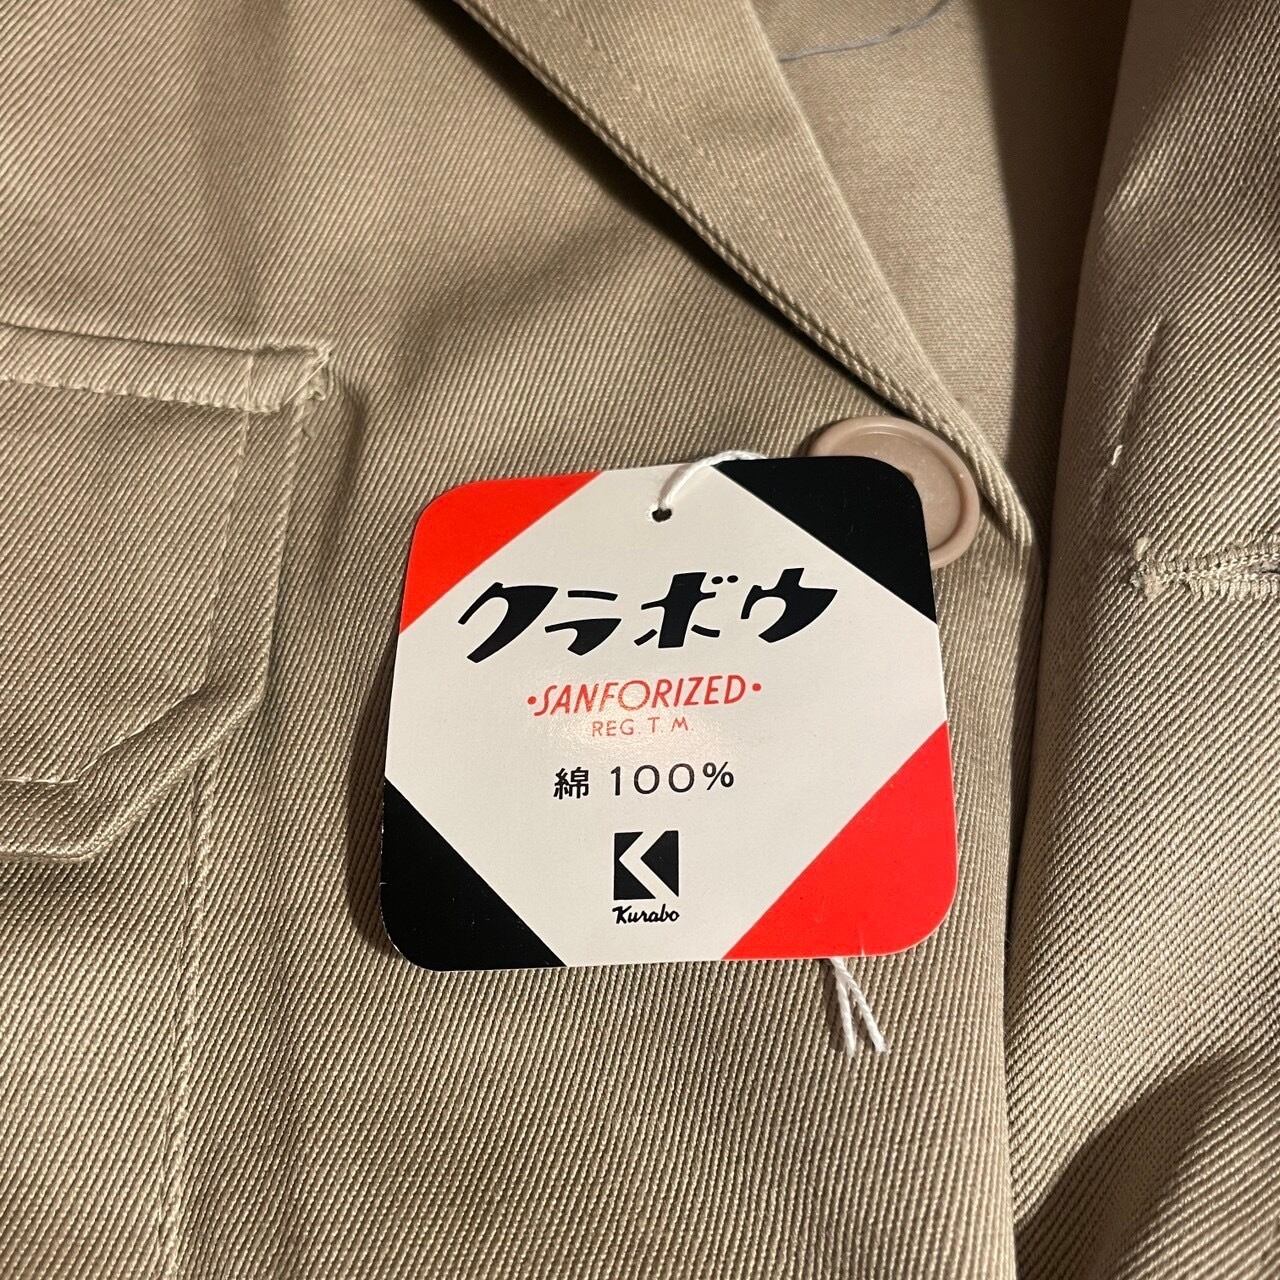 クラボウ
•SANFORIZED•
REG. T. M.
綿 100%
Kurabo